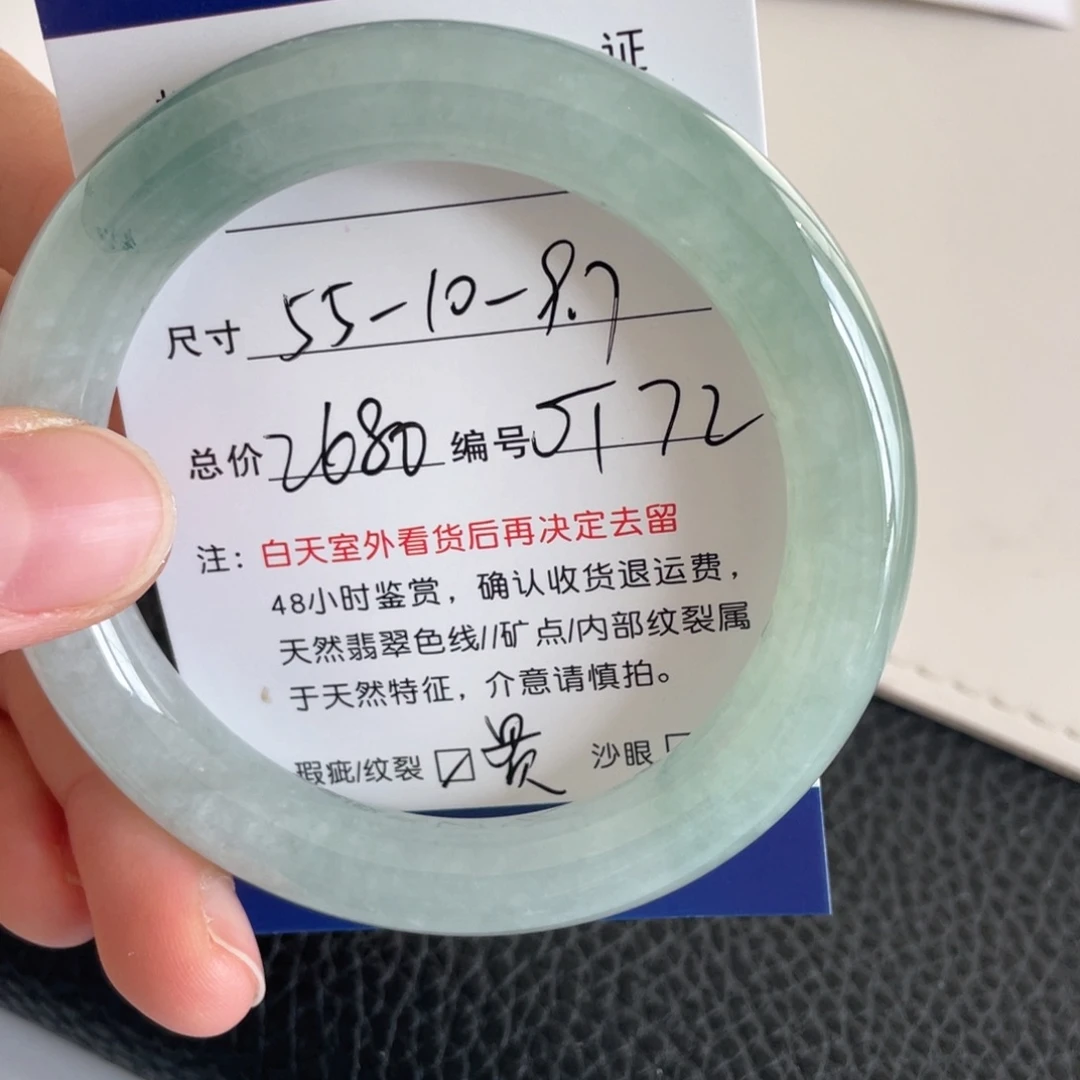 证
尺寸 55-10-8.7
总价 2680 编号 J172
注：白天室外看货后再决定去留
48小时鉴赏，确认收货退运费，
天然翡翠色线//矿点/内部纹裂属
于天然特征，介意请慎拍。
瑕疵/纹裂 沙眼